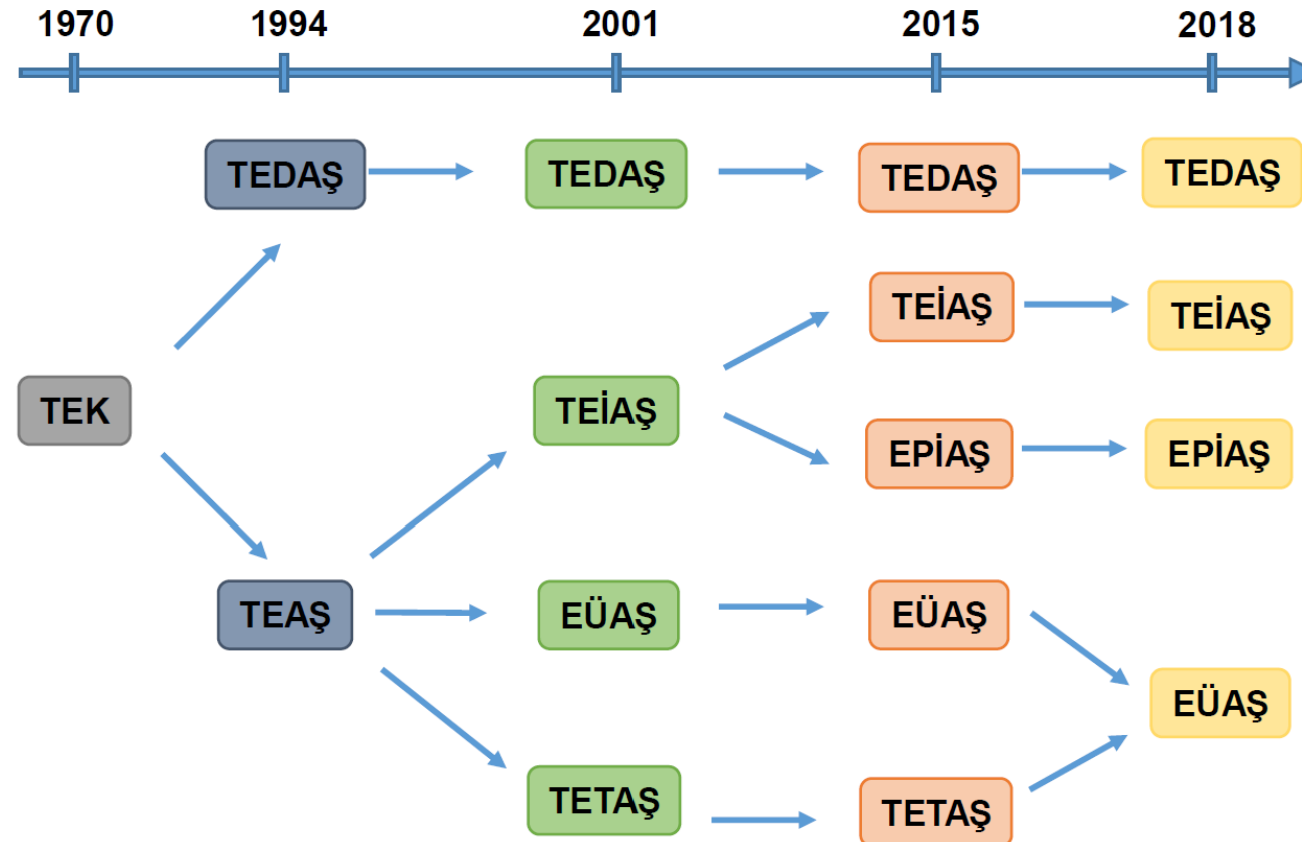 1970 1994 2001 2015 2018
TEDAŞ TEDAŞ TEDAŞ TEDAŞ
TEİAŞ TEİAŞ
TEK TEİAŞ
EPİAŞ EPİAŞ
TEAŞ EÜAŞ EÜAŞ
EÜAŞ
TETAŞ TETAŞ